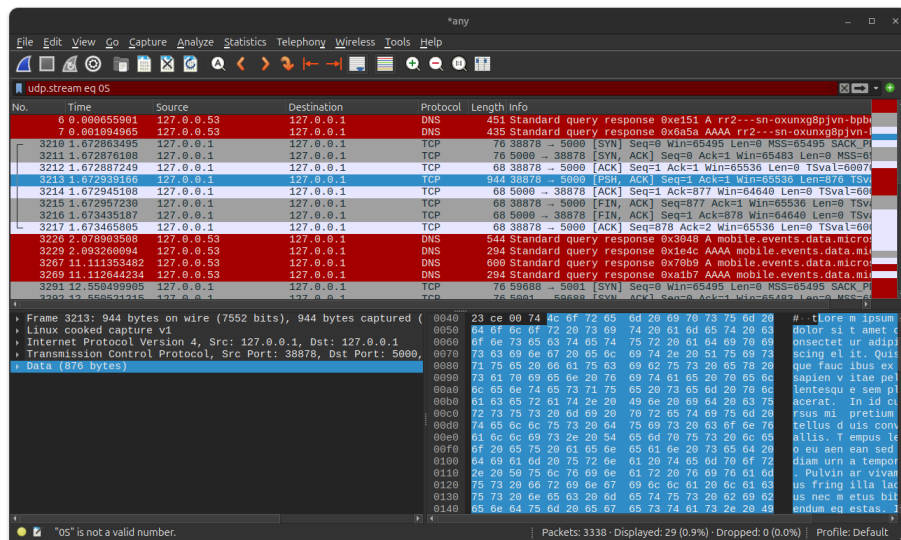 *any
File Edit View Go Capture Analyze Statistics Telephony Wireless Tools Help
udp.stream eq 0S
No. Time Source Destination Protocol Length Info
6 0.000655901 127.0.0.53 127.0.0.1 DNS 451 Standard query response 0xe151 A rr2---sn-oxunxg8pjvn-bpb
7 0.001094965 127.0.0.53 127.0.0.1 DNS 435 Standard query response 0x6a5a AAAA rr2---sn-oxunxg8pjvn-
3210 1.672863495 127.0.0.1 127.0.0.1 TCP 76 38878 → 5000 [SYN] Seq=0 Win=65495 Len=0 MSS=65495 SACK_P
3211 1.672876108 127.0.0.1 127.0.0.1 TCP 76 5000 → 38878 [SYN, ACK] Seq=0 Ack=1 Win=65483 Len=0 MSS=65
3212 1.672887249 127.0.0.1 127.0.0.1 TCP 68 38878 → 5000 [ACK] Seq=1 Ack=1 Win=65536 Len=0 TSval=6007
3213 1.672939166 127.0.0.1 127.0.0.1 TCP 944 38878 → 5000 [PSH, ACK] Seq=1 Ack=1 Win=65536 Len=876 TSv
3214 1.672945108 127.0.0.1 127.0.0.1 TCP 68 5000 → 38878 [ACK] Seq=1 Ack=877 Win=64640 Len=0 TSval=60
3215 1.672957230 127.0.0.1 127.0.0.1 TCP 68 38878 → 5000 [FIN, ACK] Seq=877 Ack=1 Win=65536 Len=0 TSv
3216 1.673435187 127.0.0.1 127.0.0.1 TCP 68 5000 → 38878 [FIN, ACK] Seq=1 Ack=878 Win=64640 Len=0 TSv
3217 1.673465805 127.0.0.1 127.0.0.1 TCP 68 38878 → 5000 [ACK] Seq=878 Ack=2 Win=65536 Len=0 TSval=60
3226 2.078903508 127.0.0.53 127.0.0.1 DNS 544 Standard query response 0x3048 A mobile.events.data.micro
3229 2.093260094 127.0.0.53 127.0.0.1 DNS 294 Standard query response 0x1e4c AAAA mobile.events.data.mi
3267 11.111353482 127.0.0.53 127.0.0.1 DNS 600 Standard query response 0x70b9 A mobile.events.data.micro
3269 11.112644234 127.0.0.53 127.0.0.1 DNS 294 Standard query response 0xa1b7 AAAA mobile.events.data.mi
3291 12.550499905 127.0.0.1 127.0.0.1 TCP 76 59688 → 5001 [SYN] Seq=0 Win=65495 Len=0 MSS=65495 SACK_P
Frame 3213: 944 bytes on wire (7552 bits), 944 bytes captured (
Linux cooked capture v1
Internet Protocol Version 4, Src: 127.0.0.1, Dst: 127.0.0.1
Transmission Control Protocol, Src Port: 38878, Dst Port: 5000,
Data (876 bytes)
0040 23 ce 00 74 4c 6f 72 65 6d 20 69 70 73 75 6d 20 #··tLore m ipsum
0050 64 6f 6c 6f 72 20 73 69 74 20 61 6d 65 74 20 63 dolor si t amet c
0060 6f 6e 73 65 63 74 65 74 75 72 20 61 64 69 70 69 onsectet ur adipi
0070 73 63 69 6e 67 20 65 6c 69 74 2e 20 51 75 69 73 scing el it. Quis
0080 71 75 65 20 66 61 75 63 69 62 75 73 20 65 78 20 que fauc ibus ex
0090 73 61 70 69 65 6e 20 76 69 74 61 65 20 70 65 6c sapien v itae pel
00a0 6c 65 6e 74 65 73 71 75 65 20 73 65 6d 20 70 6c lentesqu e sem pl
00b0 61 63 65 72 61 74 2e 20 49 6e 20 69 64 20 63 75 acerat. In id cu
00c0 72 73 75 73 20 6d 69 20 70 72 65 74 69 75 6d 20 rsus mi pretium
00d0 74 65 6c 6c 75 73 20 64 75 69 73 20 63 6f 6e 76 tellus d uis conv
00e0 61 6c 6c 69 73 2e 20 54 65 6d 70 75 73 20 6c 65 allis. T empus le
00f0 6f 20 65 75 20 61 65 6e 65 61 6e 20 73 65 64 20 o eu aen ean sed
0100 64 69 61 6d 20 75 72 6e 61 20 74 65 6d 70 6f 72 diam urn a tempor
0110 2e 20 50 75 6c 76 69 6e 61 72 20 76 69 76 61 6d . Pulvin ar vivam
0120 75 73 20 66 72 69 6e 67 69 6c 6c 61 20 6c 61 63 us fring illa lac
0130 75 73 20 6e 65 63 20 6d 65 74 75 73 20 62 69 62 us nec m etus bib
0140 65 6e 64 75 6d 20 65 67 65 73 74 61 73 2e 20 49 endum eg estas. I
"0S" is not a valid number.
Packets: 3338 · Displayed: 29 (0.9%) · Dropped: 0 (0.0%)
Profile: Default